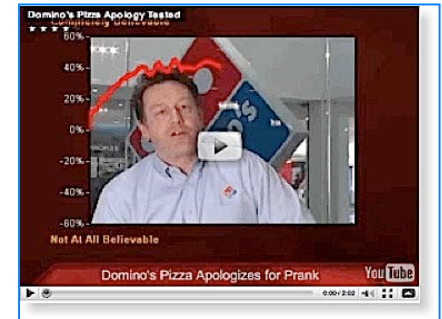 Domino's Pizza Apology Tested
Completely Believable
60%
40%
20%
0%
-20%
-40%
-60%
Not At All Believable
Domino's Pizza Apologizes for Prank
YouTube
0:00 / 2:02